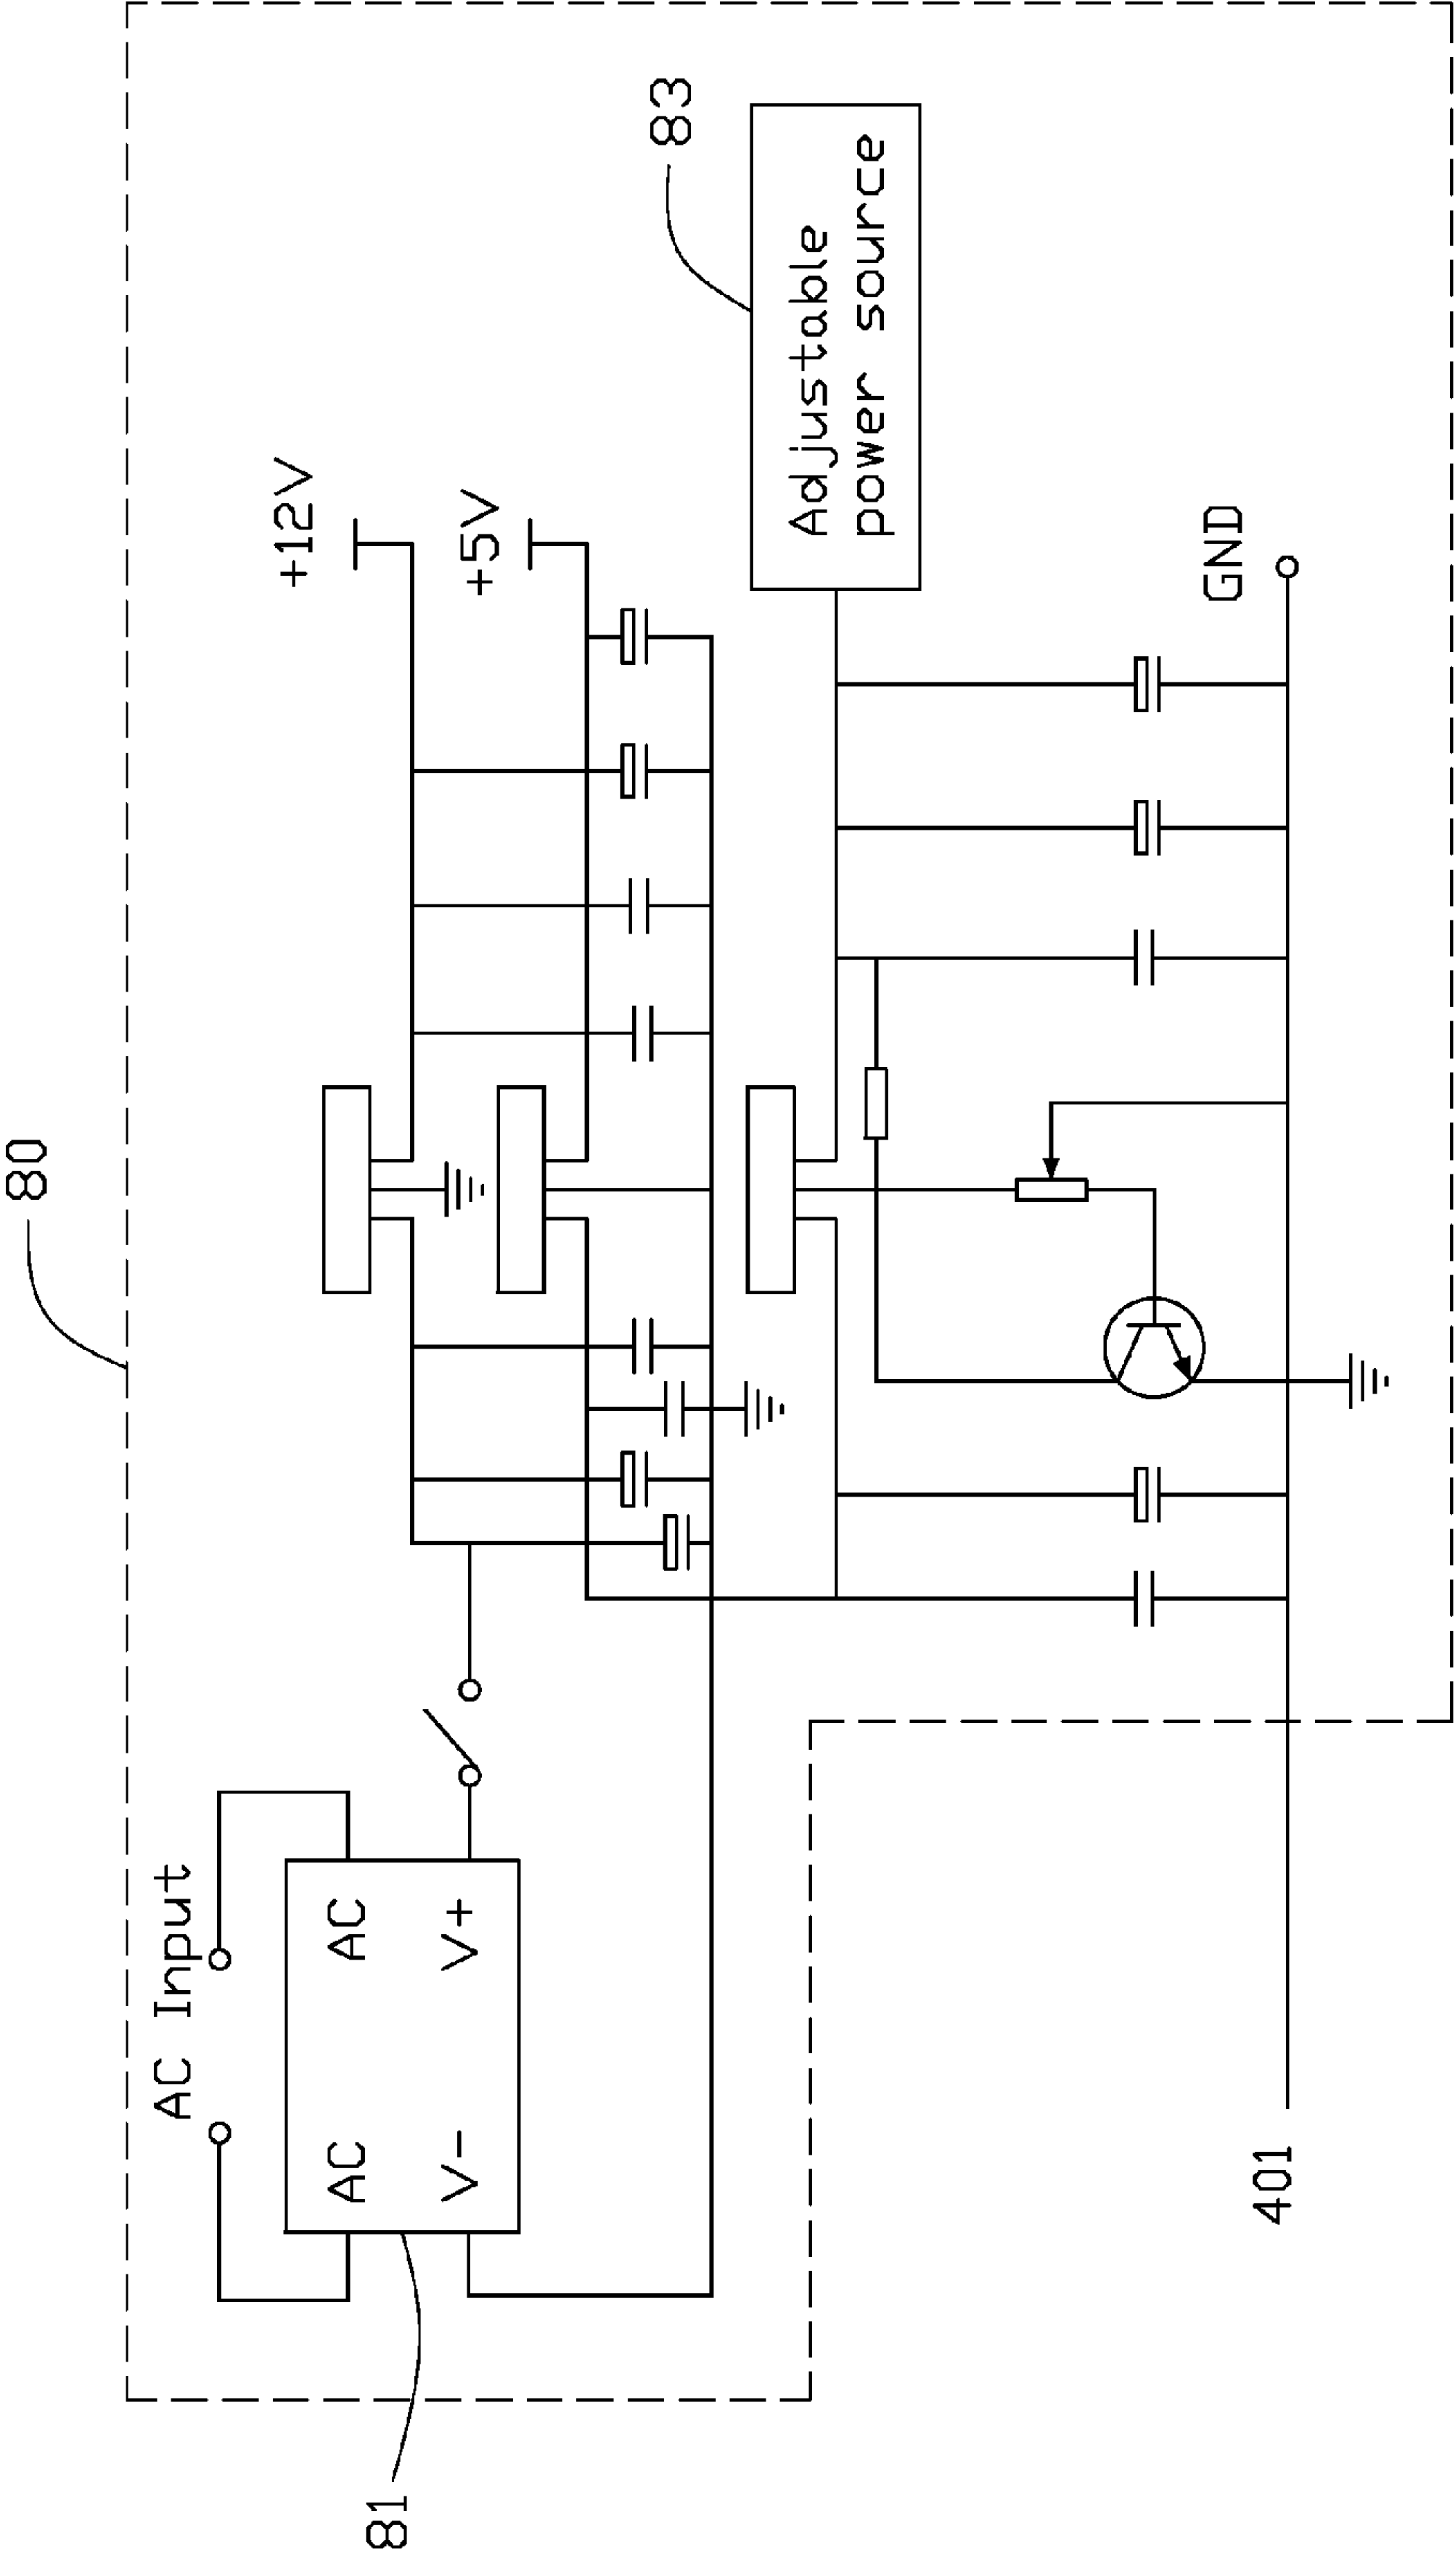 80
AC Input
AC
AC
V-
V+
81
+12V
+5V
83
Adjustable
power source
GND
401